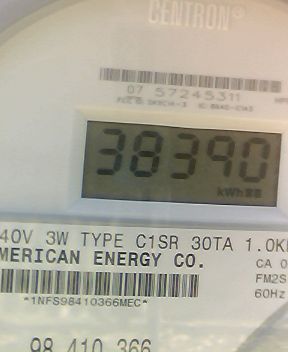 CENTRON®
07 57245311
38390
kWh
40V 3W TYPE C1SR 30TA 1.0K
MERICAN ENERGY CO. CA 0
FM2S
*1NFS98410366MEC* 60Hz
98 410 366